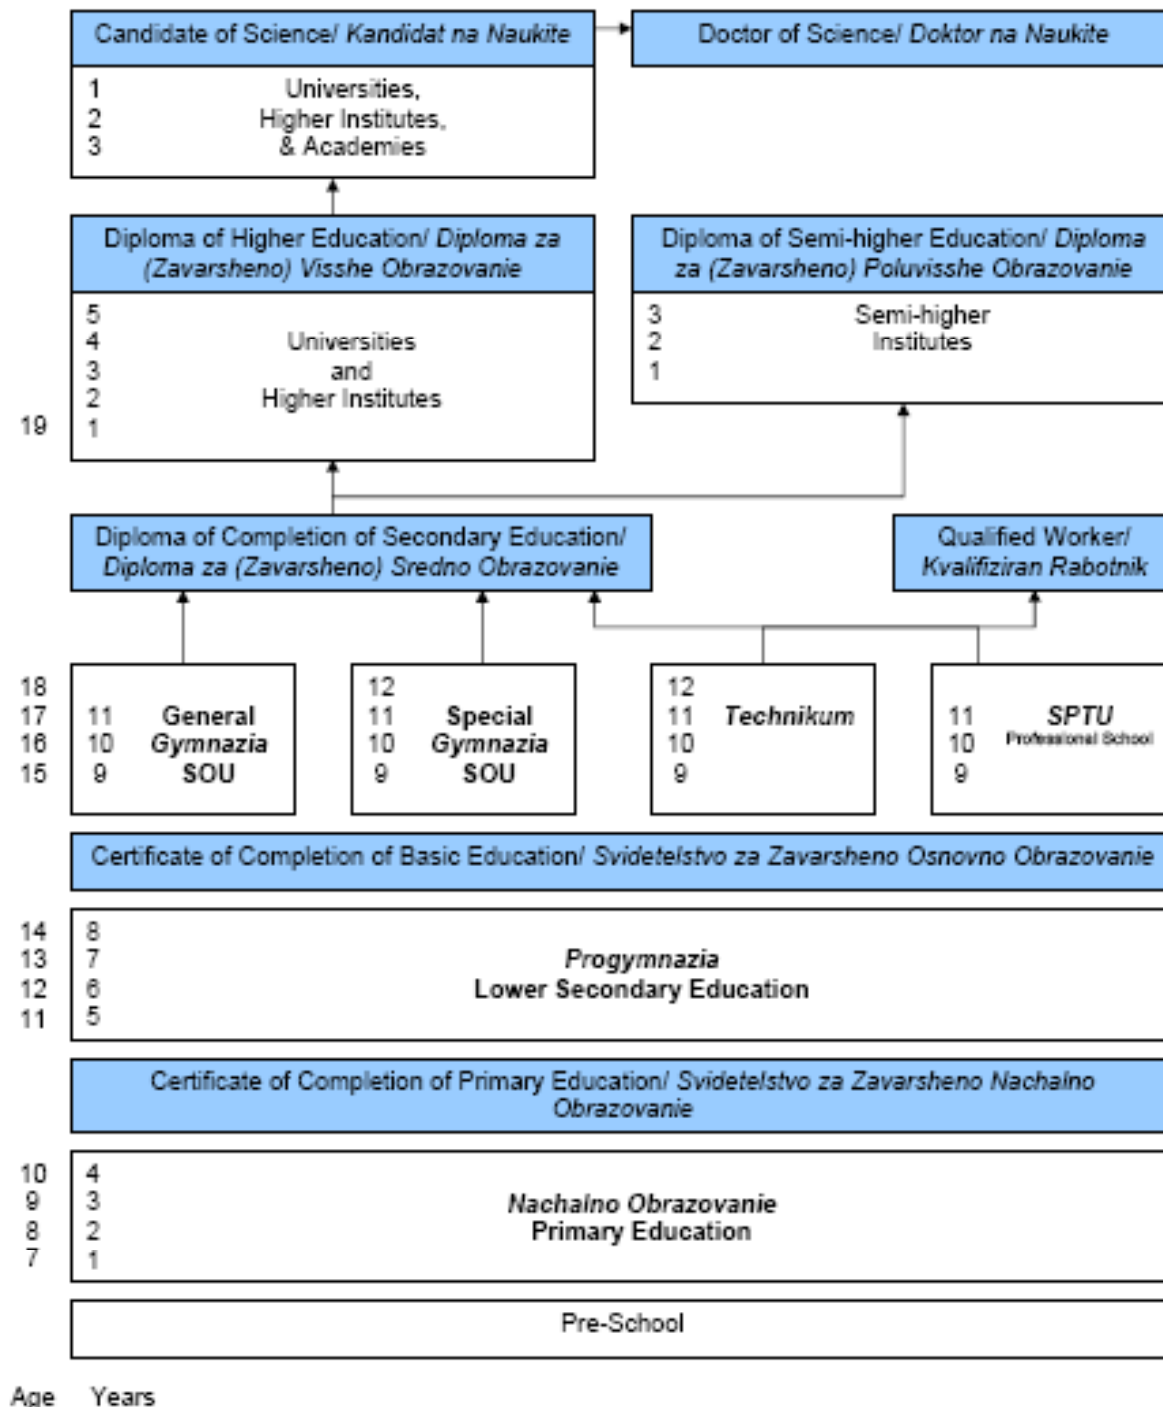 Candidate of Science/ Kandidat na Naukite
Doctor of Science/ Doktor na Naukite
1 Universities,
2 Higher Institutes,
3 & Academies
Diploma of Higher Education/ Diploma za
(Zavarsheno) Visshe Obrazovanie
Diploma of Semi-higher Education/ Diploma
za (Zavarsheno) Poluvisshe Obrazovanie
5
4 Universities
3 and
2 Higher Institutes
19 1
3 Semi-higher
2 Institutes
1
Diploma of Completion of Secondary Education/
Diploma za (Zavarsheno) Sredno Obrazovanie
Qualified Worker/
Kvalifiziran Rabotnik
18
17
16
15
11 General
10 Gymnazia
9 SOU
12
11 Special
10 Gymnazia
9 SOU
12
11 Technikum
10
9
11 SPTU
10 Professional School
9
Certificate of Completion of Basic Education/ Svidetelstvo za Zavarsheno Osnovno Obrazovanie
14 8
13 7 Progymnazia
12 6 Lower Secondary Education
11 5
Certificate of Completion of Primary Education/ Svidetelstvo za Zavarsheno Nachalno
Obrazovanie
10 4
9 3 Nachalno Obrazovanie
8 2 Primary Education
7 1
Pre-School
Age Years